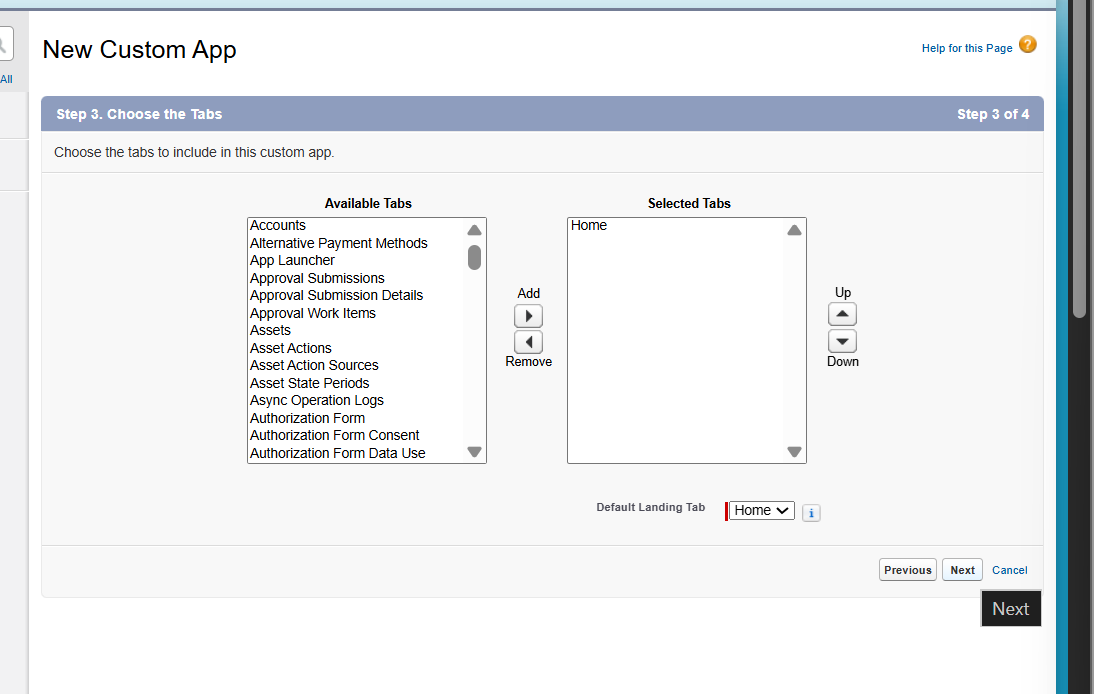 New Custom App
Help for this Page ?
All
Step 3. Choose the Tabs
Step 3 of 4
Choose the tabs to include in this custom app.
Available Tabs
Accounts
Alternative Payment Methods
App Launcher
Approval Submissions
Approval Submission Details
Approval Work Items
Assets
Asset Actions
Asset Action Sources
Asset State Periods
Async Operation Logs
Authorization Form
Authorization Form Consent
Authorization Form Data Use
Add
Remove
Selected Tabs
Home
Up
Down
Default Landing Tab
Home
i
Previous
Next
Cancel
Next